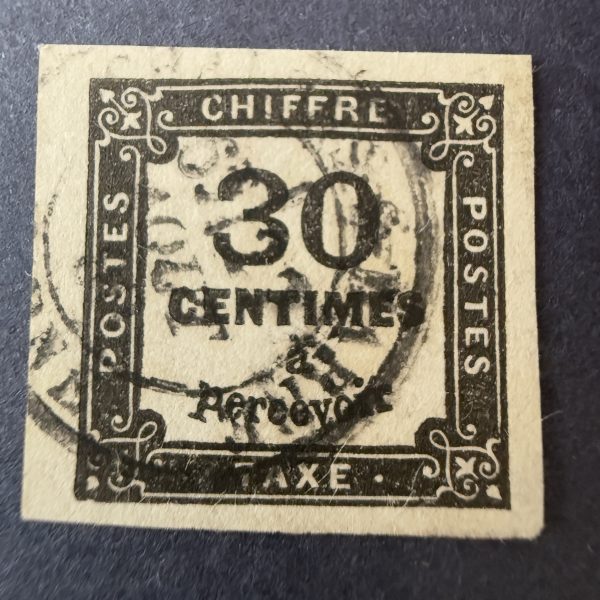 CHIFFRE
POSTES
30
CENTIMES
à
Percevoir
POSTES
TAXE